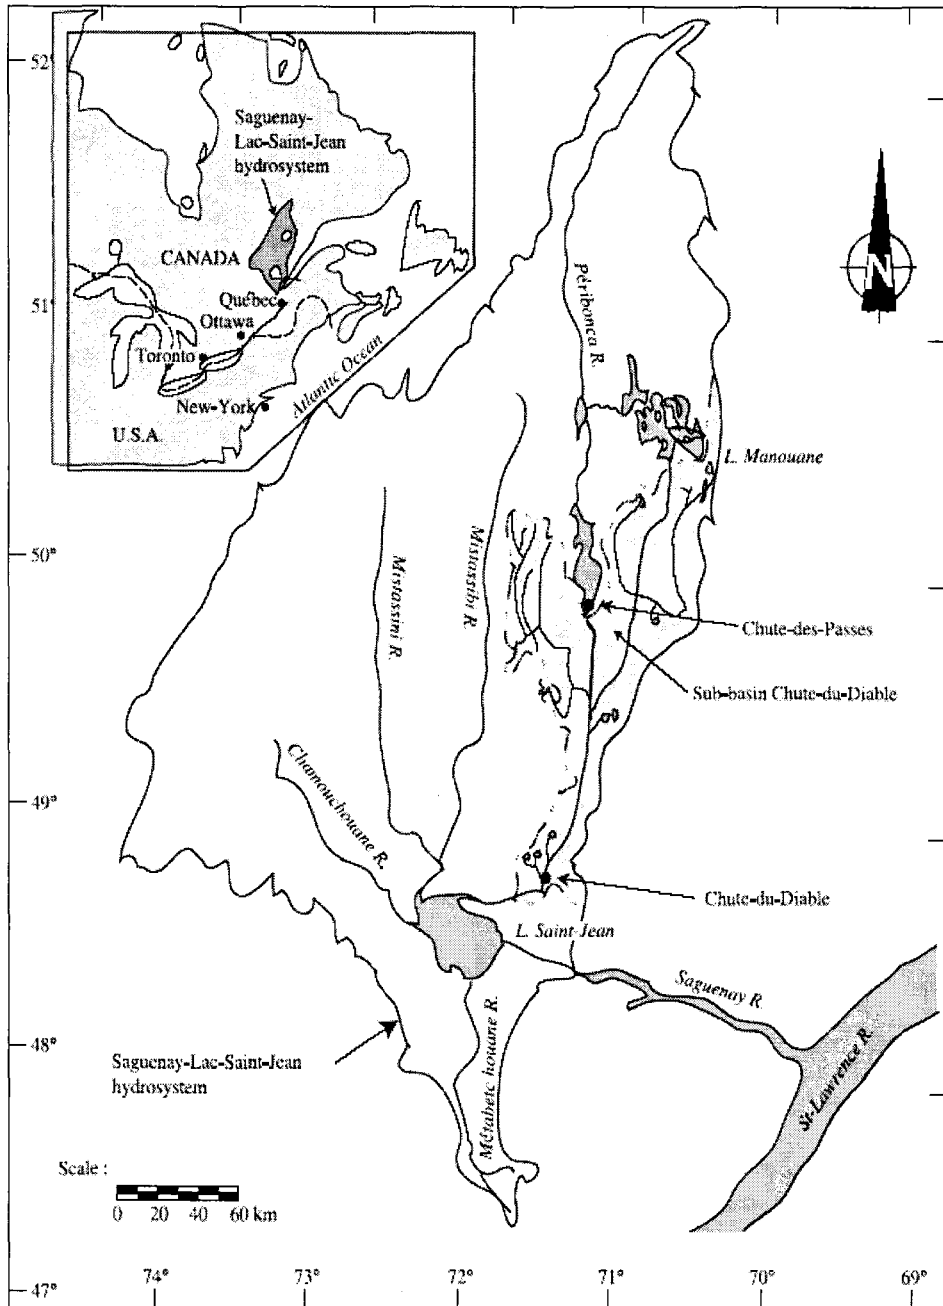 52°
Saguenay-
Lac-Saint-Jean
hydrosystem
CANADA
Québec
Ottawa
Toronto
New-York
U.S.A.
Atlantic Ocean
51°
N
Péribonca R.
L. Manouane
50°
Mistassini R.
Mistassibi R.
Chute-des-Passes
Sub-basin Chute-du-Diable
49°
Chamouchouane R.
Chute-du-Diable
L. Saint-Jean
Saguenay R.
48°
Saguenay-Lac-Saint-Jean
hydrosystem
Métabetchouane R.
St-Lawrence R.
Scale :
0 20 40 60 km
47°
74° 73° 72° 71° 70° 69°